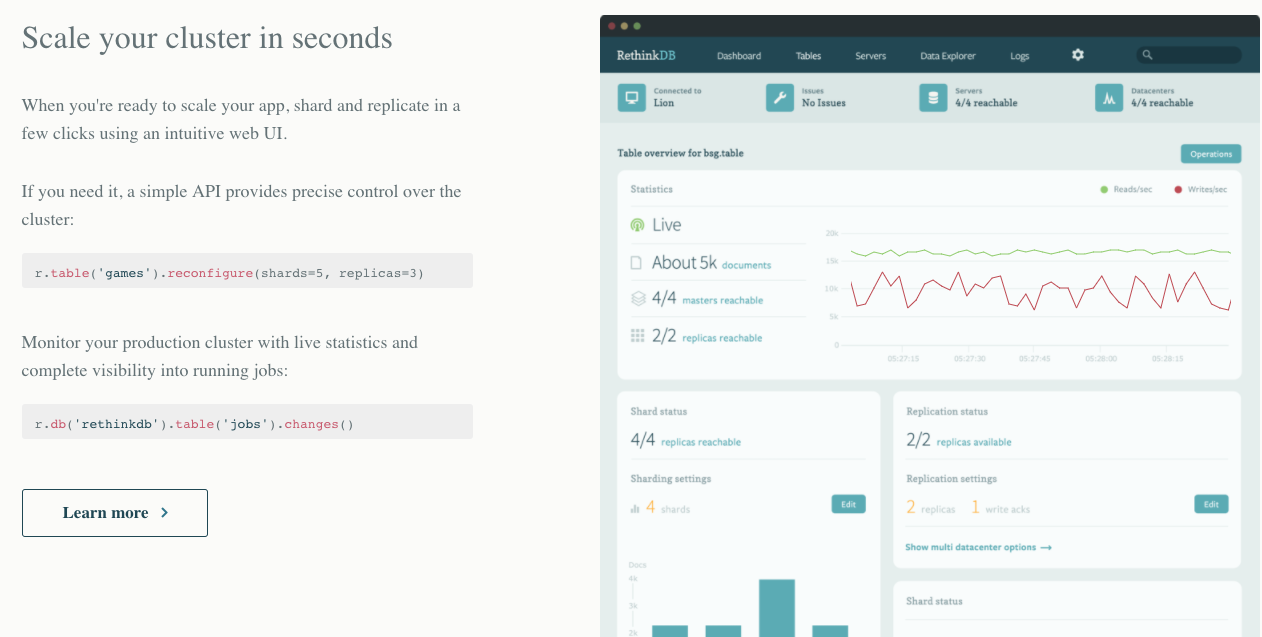 Scale your cluster in seconds
When you're ready to scale your app, shard and replicate in a
few clicks using an intuitive web UI.
If you need it, a simple API provides precise control over the
cluster:
r.table('games').reconfigure(shards=5, replicas=3)
Monitor your production cluster with live statistics and
complete visibility into running jobs:
r.db('rethinkdb').table('jobs').changes()
Learn more
RethinkDB Dashboard Tables Servers Data Explorer Logs
Connected to
Lion
Issues
No Issues
Servers
4/4 reachable
Datacenters
4/4 reachable
Table overview for bsg.table
Operations
Statistics
Reads/sec Writes/sec
Live
About 5k documents
4/4 masters reachable
2/2 replicas reachable
20k
15k
10k
5k
0
05:27:15 05:27:30 05:27:45 05:28:00 05:28:15
Shard status
4/4 replicas reachable
Sharding settings
4 shards
Edit
Docs
4k
3k
2k
Replication status
2/2 replicas available
Replication settings
2 replicas 1 write acks
Edit
Show multi datacenter options
Shard status